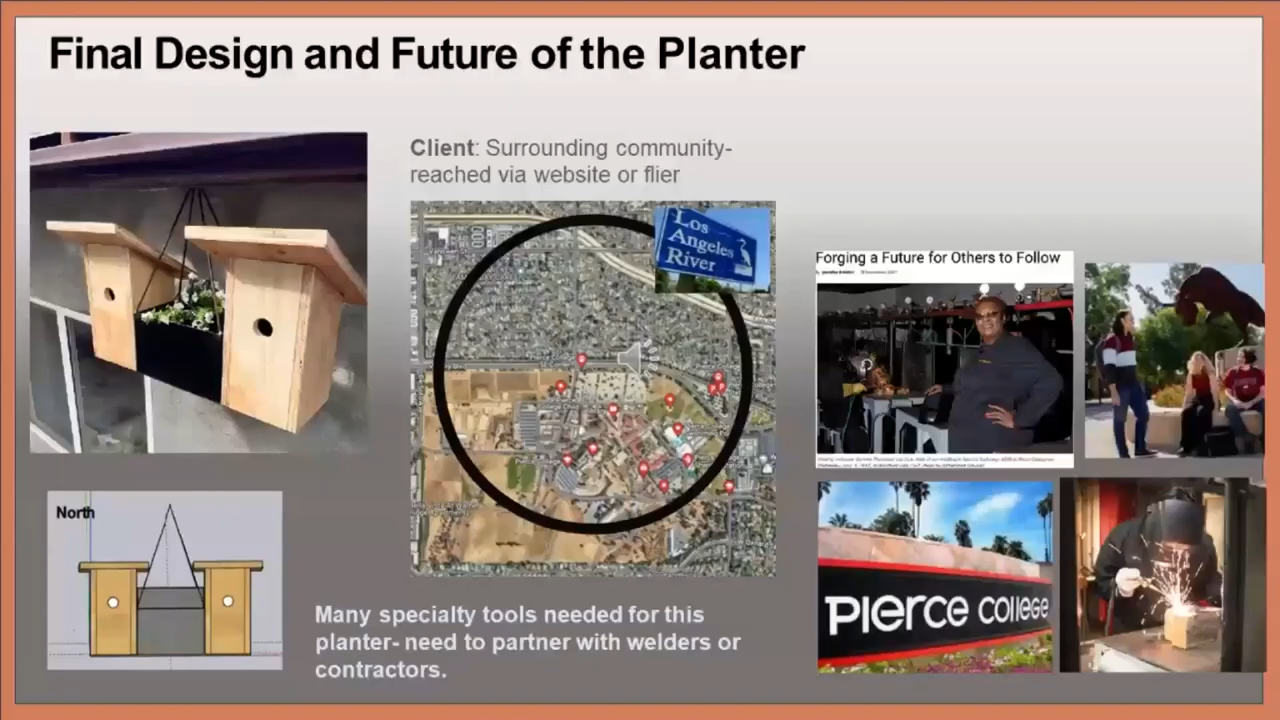 Final Design and Future of the Planter
Client: Surrounding community-
reached via website or flier
Los
Angeles
River
North
Many specialty tools needed for this
planter- need to partner with welders or
contractors.
Forging a Future for Others to Follow
PIerce college